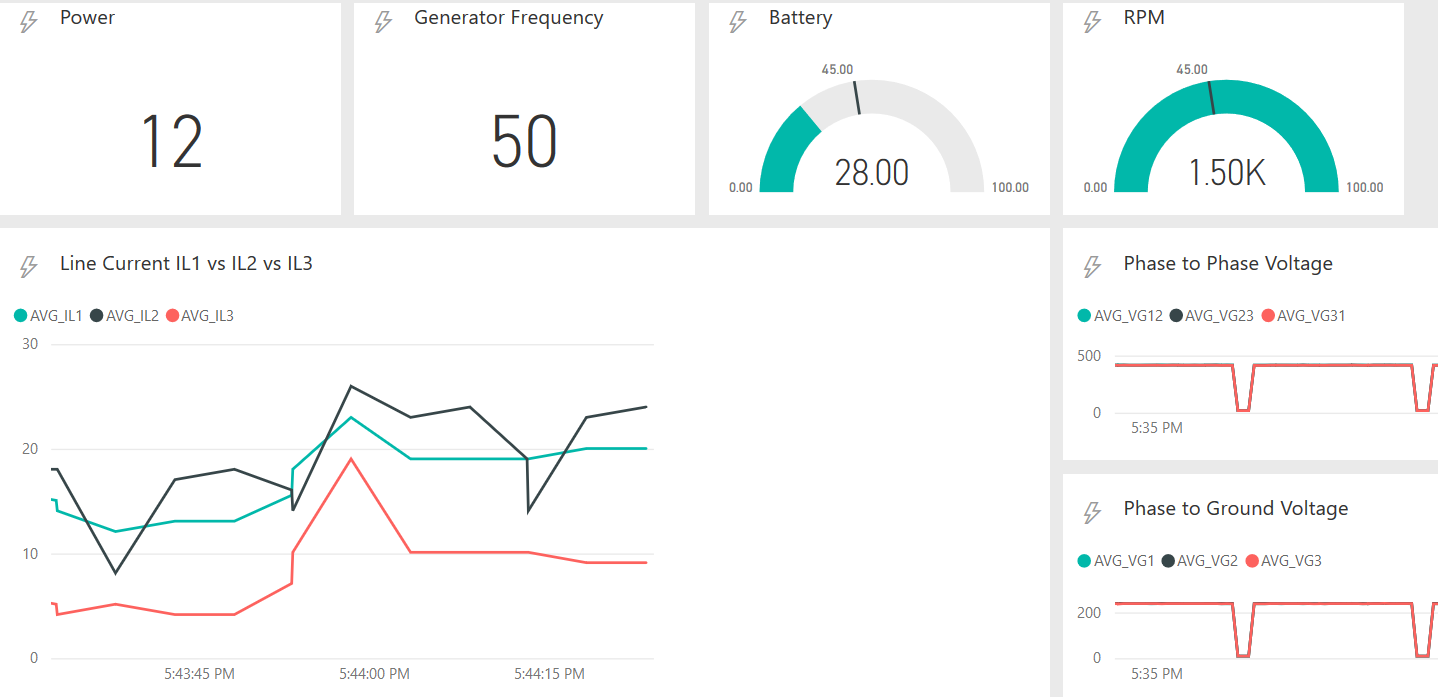 Power
12
Generator Frequency
50
Battery
45.00
28.00
0.00
100.00
RPM
45.00
1.50K
0.00
100.00
Line Current IL1 vs IL2 vs IL3
AVG_IL1 AVG_IL2 AVG_IL3
30
20
10
0
5:43:45 PM 5:44:00 PM 5:44:15 PM
Phase to Phase Voltage
AVG_VG12 AVG_VG23 AVG_VG31
500
0
5:35 PM
Phase to Ground Voltage
AVG_VG1 AVG_VG2 AVG_VG3
200
0
5:35 PM